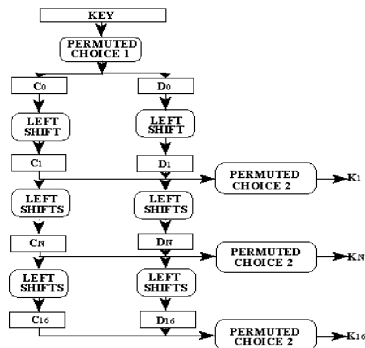 KEY
PERMUTED
CHOICE 1
C0 D0
LEFT
SHIFT
LEFT
SHIFT
C1 D1
PERMUTED
CHOICE 2
K1
LEFT
SHIFTS
LEFT
SHIFTS
CN DN
PERMUTED
CHOICE 2
KN
LEFT
SHIFTS
LEFT
SHIFTS
C16 D16
PERMUTED
CHOICE 2
K16